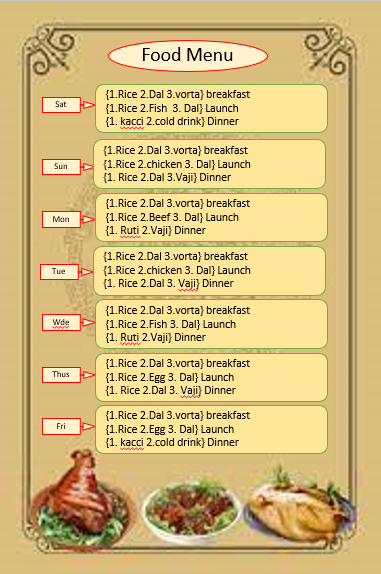 Food Menu
Sat
{1.Rice 2.Dal 3.vorta} breakfast
{1.Rice 2.Fish  3. Dal} Launch
{1. kacci 2.cold drink} Dinner
Sun
{1.Rice 2.Dal 3.vorta} breakfast
{1.Rice 2.chicken 3. Dal} Launch
{1. Rice 2.Dal 3.Vaji} Dinner
Mon
{1.Rice 2.Dal 3.vorta} breakfast
{1.Rice 2.Beef 3. Dal} Launch
{1. Ruti 2.Vaji} Dinner
Tue
{1.Rice 2.Dal 3.vorta} breakfast
{1.Rice 2.chicken 3. Dal} Launch
{1. Rice 2.Dal 3. Vaji} Dinner
Wde
{1.Rice 2.Dal 3.vorta} breakfast
{1.Rice 2.Fish 3. Dal} Launch
{1. Ruti 2.Vaji} Dinner
Thus
{1.Rice 2.Dal 3.vorta} breakfast
{1.Rice 2.Egg 3. Dal} Launch
{1. Rice 2.Dal 3. Vaji} Dinner
Fri
{1.Rice 2.Dal 3.vorta} breakfast
{1.Rice 2.Egg 3. Dal} Launch
{1. kacci 2.cold drink} Dinner